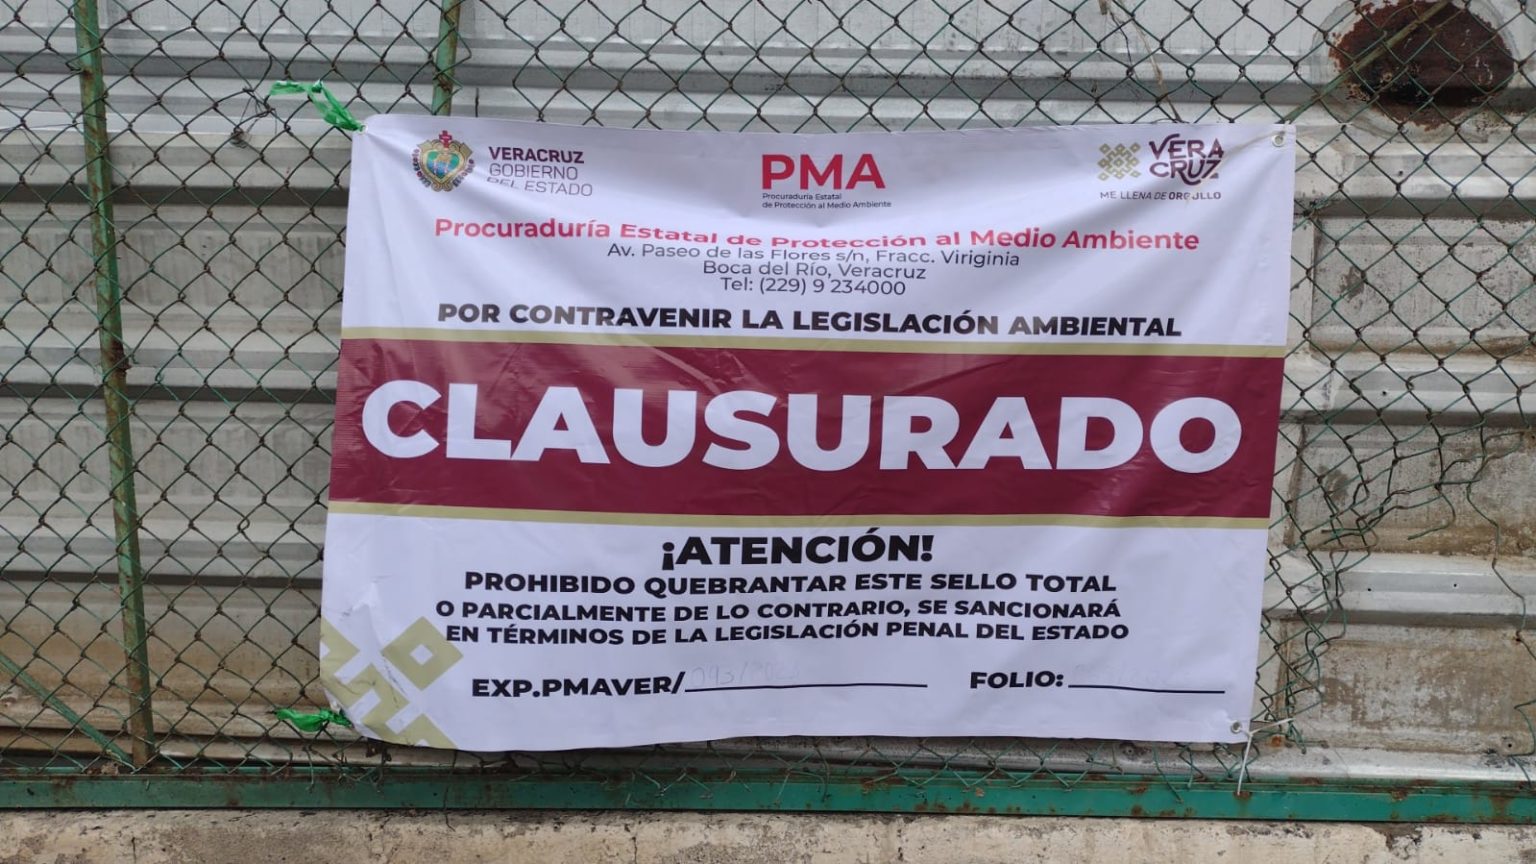 VERACRUZ
GOBIERNO
DEL ESTADO
PMA
Procuraduría Estatal
de Protección al Medio Ambiente
VERA
CRUZ
ME LLENA DE ORGULLO
Procuraduría Estatal de Protección al Medio Ambiente
Av. Paseo de las Flores s/n, Fracc. Viriginia
Boca del Río, Veracruz
Tel: (229) 9 234000
POR CONTRAVENIR LA LEGISLACIÓN AMBIENTAL
CLAUSURADO
¡ATENCIÓN!
PROHIBIDO QUEBRANTAR ESTE SELLO TOTAL
O PARCIALMENTE DE LO CONTRARIO, SE SANCIONARÁ
EN TÉRMINOS DE LA LEGISLACIÓN PENAL DEL ESTADO
EXP.PMAVER/ FOLIO: